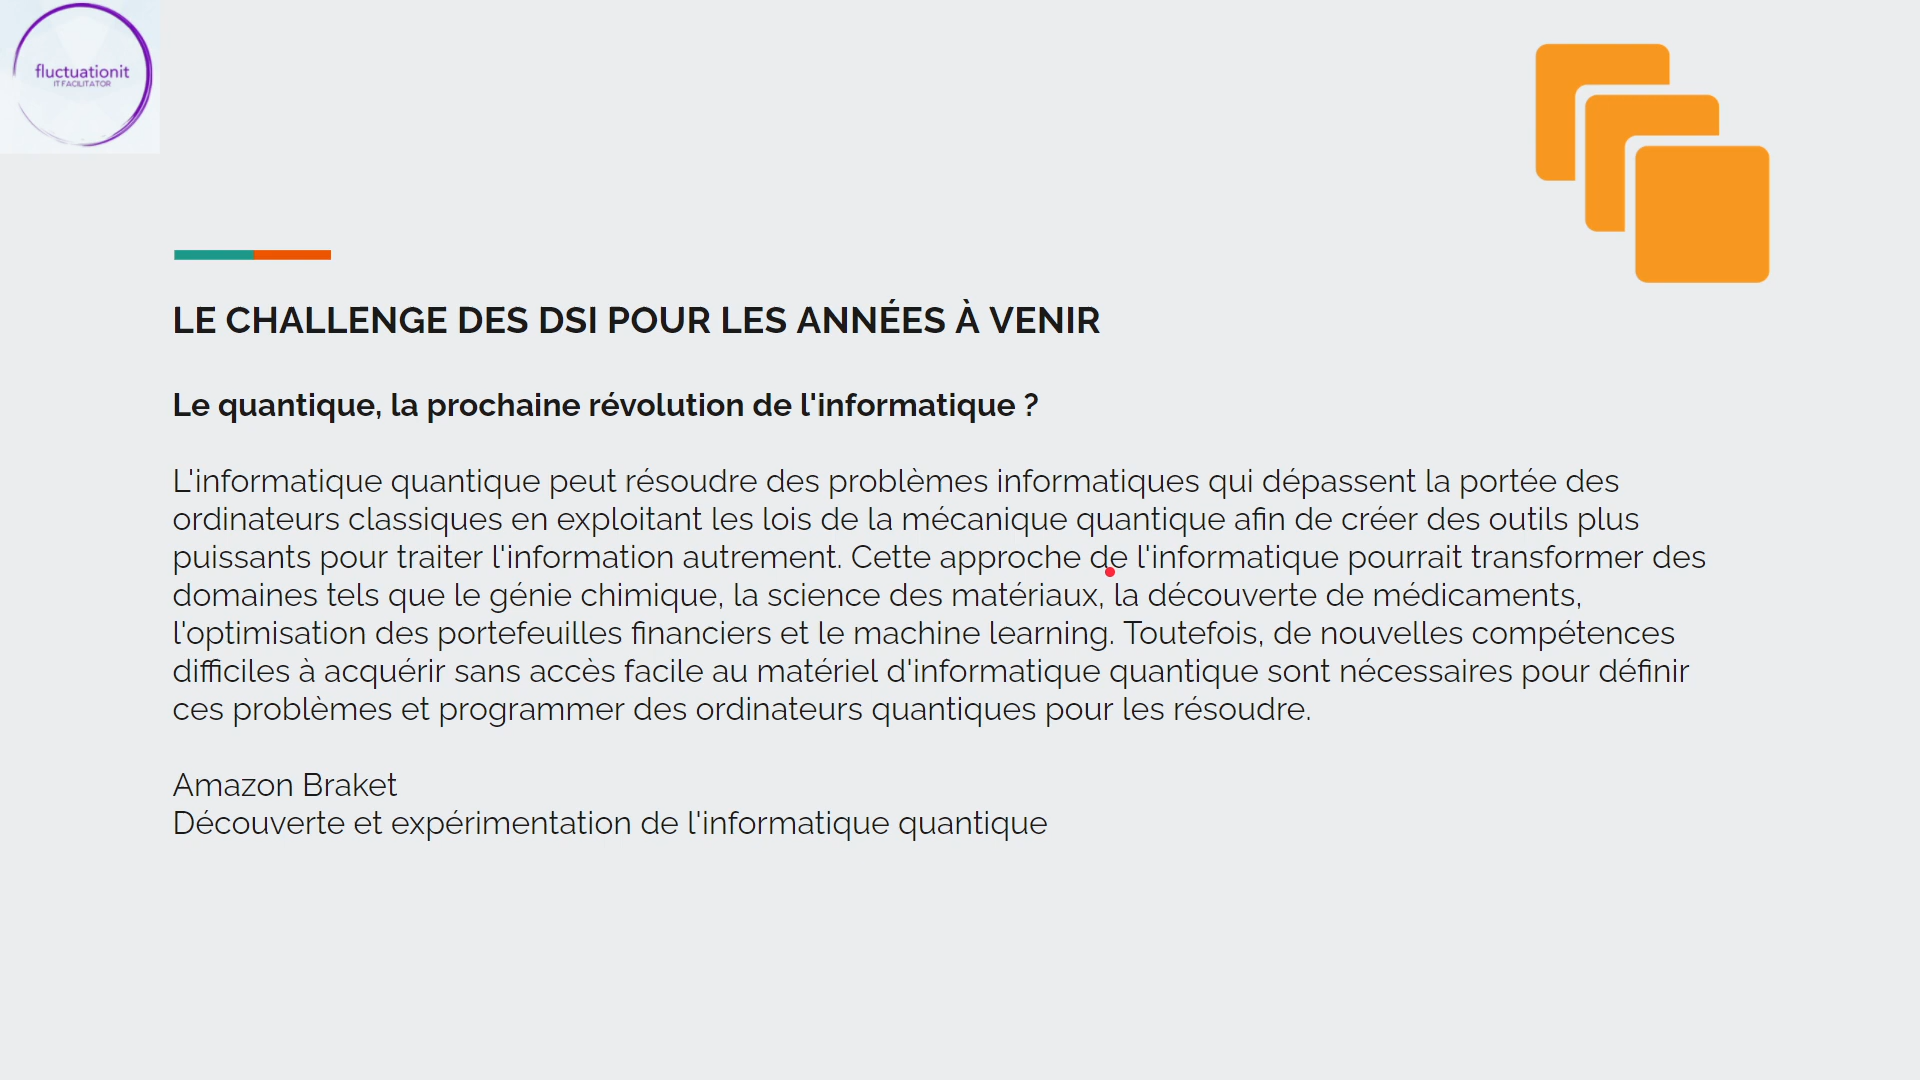 fluctuationit
IT FACILITATOR
LE CHALLENGE DES DSI POUR LES ANNÉES À VENIR
Le quantique, la prochaine révolution de l'informatique ?
L'informatique quantique peut résoudre des problèmes informatiques qui dépassent la portée des
ordinateurs classiques en exploitant les lois de la mécanique quantique afin de créer des outils plus
puissants pour traiter l'information autrement. Cette approche de l'informatique pourrait transformer des
domaines tels que le génie chimique, la science des matériaux, la découverte de médicaments,
l'optimisation des portefeuilles financiers et le machine learning. Toutefois, de nouvelles compétences
difficiles à acquérir sans accès facile au matériel d'informatique quantique sont nécessaires pour définir
ces problèmes et programmer des ordinateurs quantiques pour les résoudre.
Amazon Braket
Découverte et expérimentation de l'informatique quantique